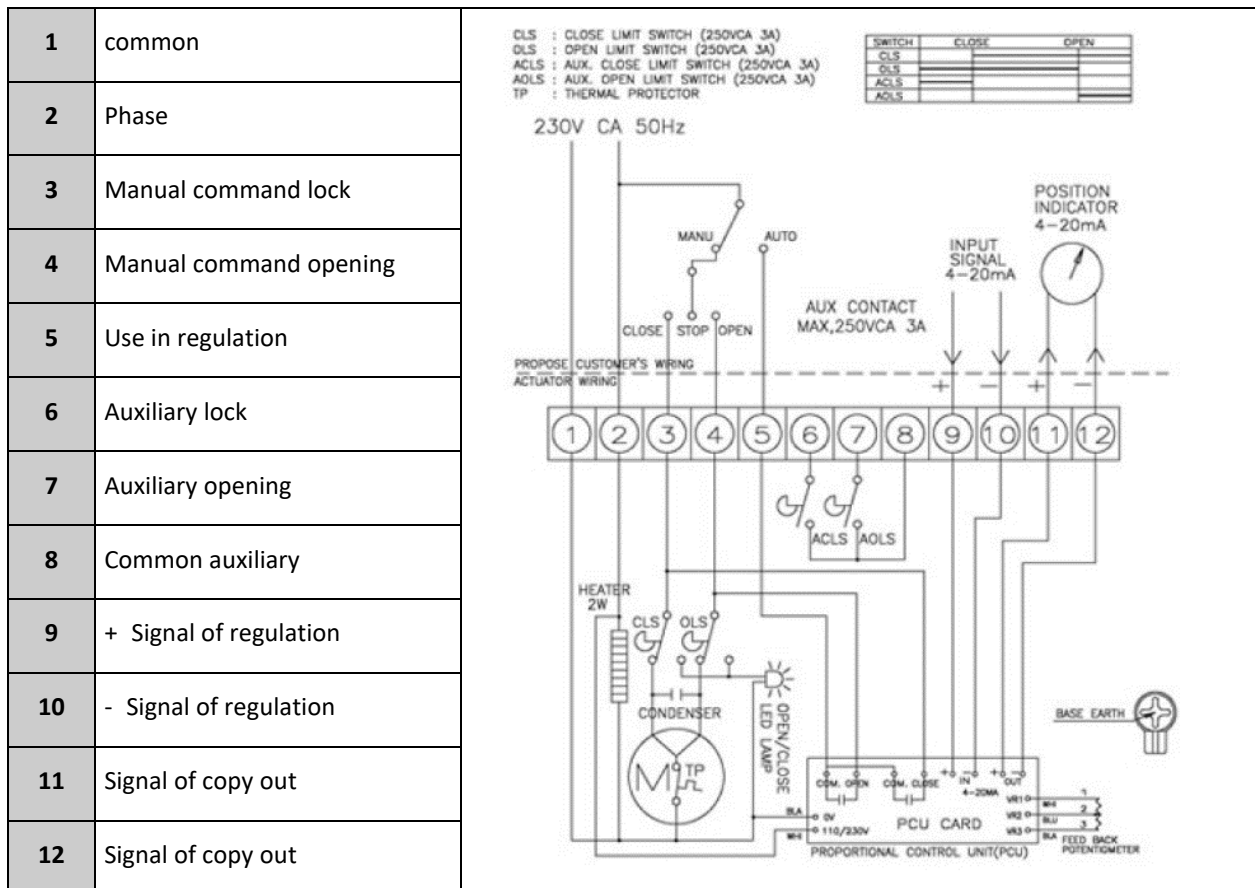 1 common
2 Phase
3 Manual command lock
4 Manual command opening
5 Use in regulation
6 Auxiliary lock
7 Auxiliary opening
8 Common auxiliary
9 + Signal of regulation
10 - Signal of regulation
11 Signal of copy out
12 Signal of copy out
CLS : CLOSE LIMIT SWITCH (250VCA 3A)
OLS : OPEN LIMIT SWITCH (250VCA 3A)
ACLS : AUX. CLOSE LIMIT SWITCH (250VCA 3A)
AOLS : AUX. OPEN LIMIT SWITCH (250VCA 3A)
TP : THERMAL PROTECTOR
SWITCH CLOSE OPEN
CLS
OLS
ACLS
AOLS
230V CA 50Hz
MANU
AUTO
CLOSE STOP OPEN
AUX CONTACT
MAX,250VCA 3A
INPUT
SIGNAL
4-20mA
POSITION
INDICATOR
4-20mA
PROPOSE CUSTOMER'S WIRING
ACTUATOR WIRING
+ - + -
1 2 3 4 5 6 7 8 9 10 11 12
ACLS AOLS
HEATER
2W
CLS OLS
CONDENSER
OPEN/CLOSE
LED LAMP
M TP
BASE EARTH
COM. OPEN COM. CLOSE + IN - + OUT -
4-20MA
BLA 0V
WHI 110/230V
PCU CARD
VR1 WHI 1
VR2 BLU 2
VR3 BLA 3
FEED BACK
POTENTIOMETER
PROPORTIONAL CONTROL UNIT(PCU)